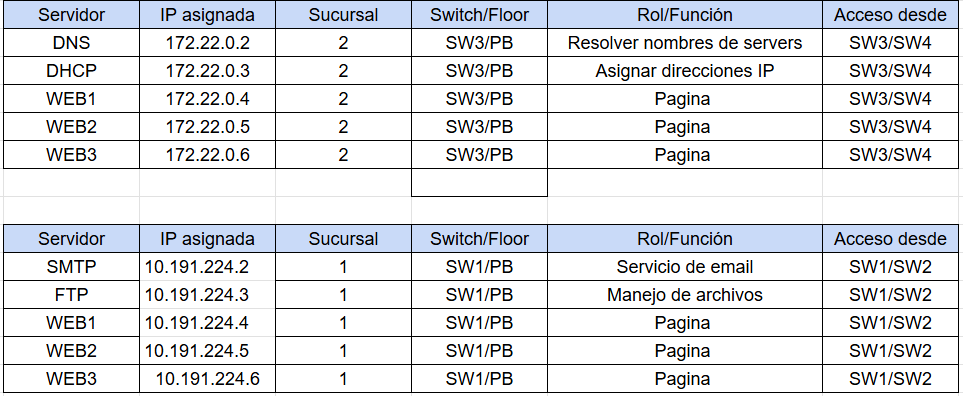 Servidor IP asignada Sucursal Switch/Floor Rol/Función Acceso desde
DNS 172.22.0.2 2 SW3/PB Resolver nombres de servers SW3/SW4
DHCP 172.22.0.3 2 SW3/PB Asignar direcciones IP SW3/SW4
WEB1 172.22.0.4 2 SW3/PB Pagina SW3/SW4
WEB2 172.22.0.5 2 SW3/PB Pagina SW3/SW4
WEB3 172.22.0.6 2 SW3/PB Pagina SW3/SW4
Servidor IP asignada Sucursal Switch/Floor Rol/Función Acceso desde
SMTP 10.191.224.2 1 SW1/PB Servicio de email SW1/SW2
FTP 10.191.224.3 1 SW1/PB Manejo de archivos SW1/SW2
WEB1 10.191.224.4 1 SW1/PB Pagina SW1/SW2
WEB2 10.191.224.5 1 SW1/PB Pagina SW1/SW2
WEB3 10.191.224.6 1 SW1/PB Pagina SW1/SW2